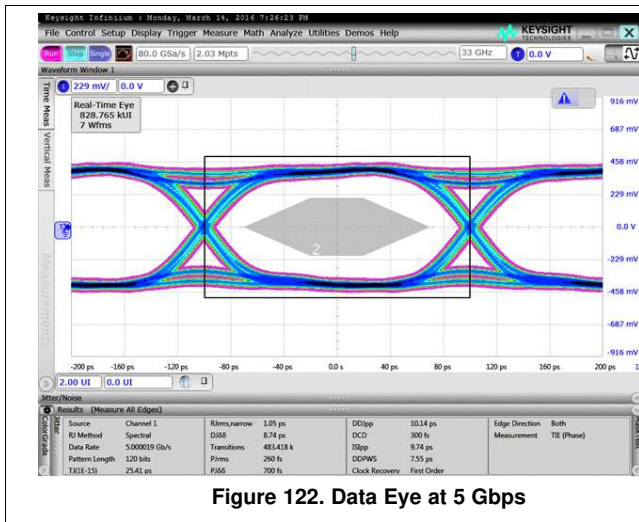 Keysight Infiniium : Monday, March 14, 2016 7:26:23 PM
File Control Setup Display Trigger Measure Math Analyze Utilities Demos Help
KEYSIGHT
TECHNOLOGIES
Run Stop Single 80.0 GSa/s 2.03 Mpts 33 GHz T 0.0 V
Waveform Window 1
229 mV/ 0.0 V
Time Meas
Vertical Meas
Measurements
Real-Time Eye
828.765 kUI
7 Wfms
916 mV
687 mV
458 mV
229 mV
0.0 V
-229 mV
-458 mV
-687 mV
-916 mV
2
-200 ps -160 ps -120 ps -80 ps -40 ps 0.0 s 40 ps 80 ps 120 ps 160 ps 200 ps
2.00 UI 0.0 UI
Jitter/Noise
Results (Measure All Edges)
ColorGrade
Jitter
Source Channel 1 RJrms,narrow 1.05 ps DDJpp 10.14 ps Edge Direction Both
RJ Method Spectral DJδδ 8.74 ps DCD 300 fs Measurement TIE (Phase)
Data Rate 5.000019 Gb/s Transitions 483.418 k ISIpp 9.74 ps
Pattern Length 120 bits PJrms 260 fs DDPWS 7.55 ps
TJ(1E-15) 25.41 ps PJδδ 700 fs Clock Recovery First Order
Figure 122. Data Eye at 5 Gbps